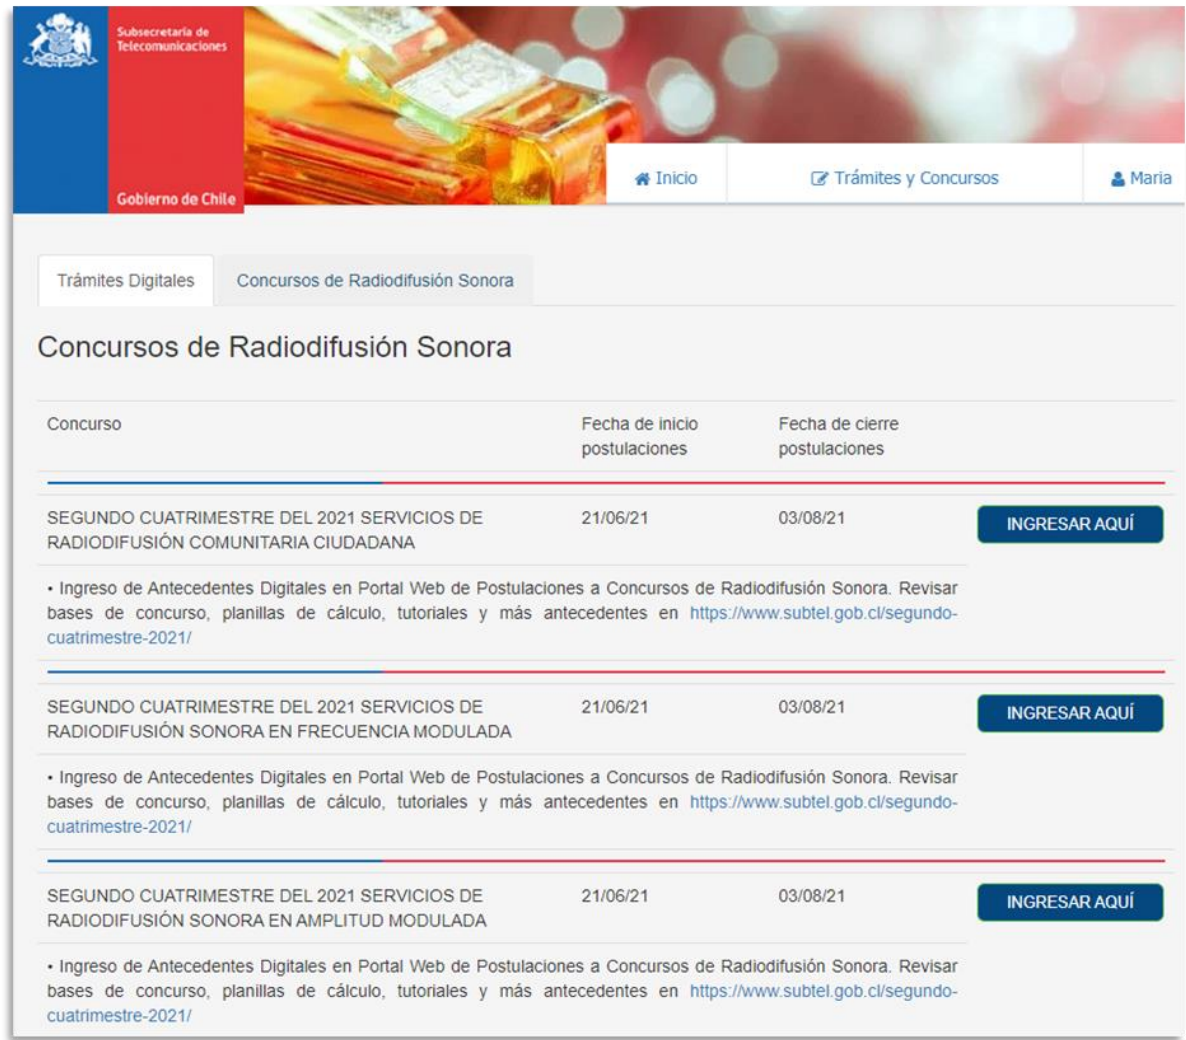 Subsecretaría de
Telecomunicaciones
Gobierno de Chile
Inicio
Trámites y Concursos
Maria
Trámites Digitales
Concursos de Radiodifusión Sonora
Concursos de Radiodifusión Sonora
Concurso
Fecha de inicio
postulaciones
Fecha de cierre
postulaciones
SEGUNDO CUATRIMESTRE DEL 2021 SERVICIOS DE
RADIODIFUSIÓN COMUNITARIA CIUDADANA
21/06/21
03/08/21
INGRESAR AQUÍ
• Ingreso de Antecedentes Digitales en Portal Web de Postulaciones a Concursos de Radiodifusión Sonora. Revisar
bases de concurso, planillas de cálculo, tutoriales y más antecedentes en https://www.subtel.gob.cl/segundo-
cuatrimestre-2021/
SEGUNDO CUATRIMESTRE DEL 2021 SERVICIOS DE
RADIODIFUSIÓN SONORA EN FRECUENCIA MODULADA
21/06/21
03/08/21
INGRESAR AQUÍ
• Ingreso de Antecedentes Digitales en Portal Web de Postulaciones a Concursos de Radiodifusión Sonora. Revisar
bases de concurso, planillas de cálculo, tutoriales y más antecedentes en https://www.subtel.gob.cl/segundo-
cuatrimestre-2021/
SEGUNDO CUATRIMESTRE DEL 2021 SERVICIOS DE
RADIODIFUSIÓN SONORA EN AMPLITUD MODULADA
21/06/21
03/08/21
INGRESAR AQUÍ
• Ingreso de Antecedentes Digitales en Portal Web de Postulaciones a Concursos de Radiodifusión Sonora. Revisar
bases de concurso, planillas de cálculo, tutoriales y más antecedentes en https://www.subtel.gob.cl/segundo-
cuatrimestre-2021/